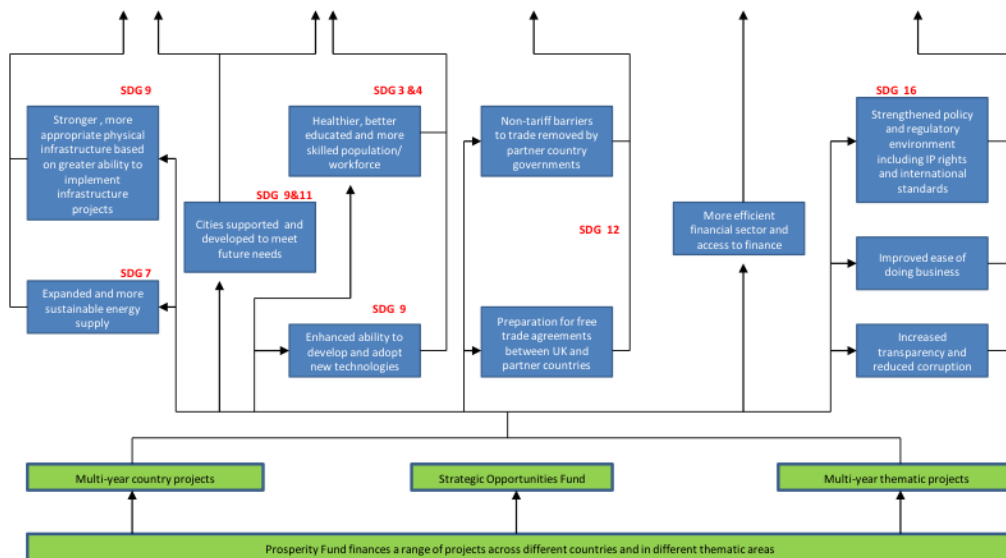 SDG 9
Stronger , more
appropriate physical
infrastructure based
on greater ability to
implement
infrastructure
projects
SDG 7
Expanded and more
sustainable energy
supply
SDG 9&11
Cities supported and
developed to meet
future needs
SDG 3 &4
Healthier, better
educated and more
skilled population/
workforce
SDG 9
Enhanced ability to
develop and adopt
new technologies
Non-tariff barriers
to trade removed by
partner country
governments
SDG 12
Preparation for free
trade agreements
between UK and
partner countries
More efficient
financial sector and
access to finance
SDG 16
Strengthened policy
and regulatory
environment
including IP rights
and international
standards
Improved ease of
doing business
Increased
transparency and
reduced corruption
Multi-year country projects
Strategic Opportunities Fund
Multi-year thematic projects
Prosperity Fund finances a range of projects across different countries and in different thematic areas